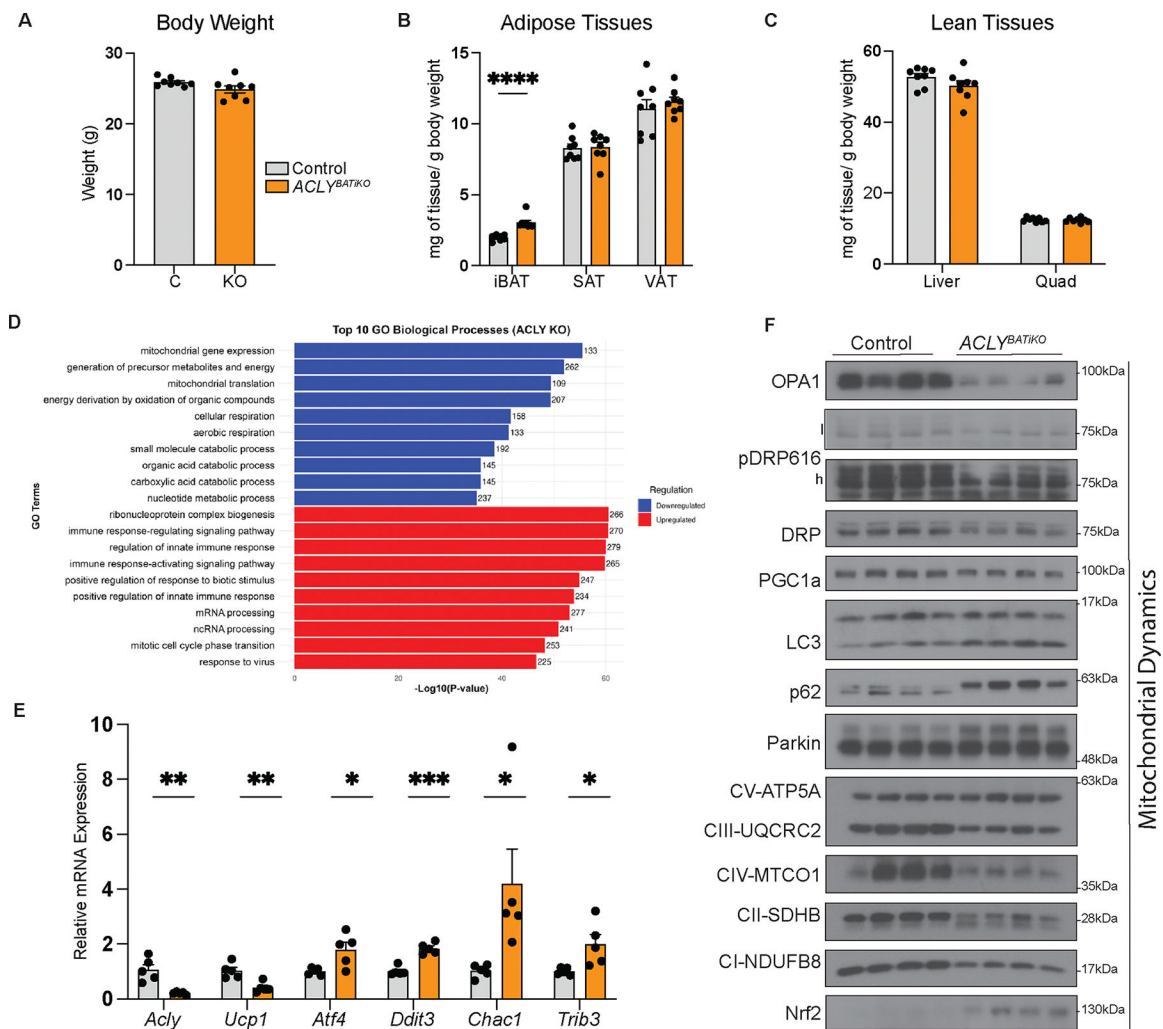 A
Body Weight
30
20
10
0
Weight (g)
C
KO
Control
ACLY^BATiKO
B
Adipose Tissues
15
10
5
0
mg of tissue/ g body weight
****
iBAT
SAT
VAT
C
Lean Tissues
60
40
20
0
mg of tissue/ g body weight
Liver
Quad
D
Top 10 GO Biological Processes (ACLY KO)
GO Terms
mitochondrial gene expression 133
generation of precursor metabolites and energy 262
mitochondrial translation 109
energy derivation by oxidation of organic compounds 207
cellular respiration 158
aerobic respiration 133
small molecule catabolic process 192
organic acid catabolic process 145
carboxylic acid catabolic process 145
nucleotide metabolic process 237
ribonucleoprotein complex biogenesis 266
immune response-regulating signaling pathway 270
regulation of innate immune response 279
immune response-activating signaling pathway 265
positive regulation of response to biotic stimulus 247
positive regulation of innate immune response 234
mRNA processing 277
ncRNA processing 241
mitotic cell cycle phase transition 253
response to virus 225
0 20 40 60
-Log10(P-value)
Regulation
Downregulated
Upregulated
E
Relative mRNA Expression
10
8
6
4
2
0
** ** * *** * *
Acly Ucp1 Atf4 Ddit3 Chac1 Trib3
F
Control ACLY^BATiKO
OPA1 100kDa
l 75kDa
pDRP616
h 75kDa
DRP 75kDa
PGC1a 100kDa
17kDa
LC3
p62 63kDa
Parkin
48kDa
63kDa
CV-ATP5A
CIII-UQCRC2
CIV-MTCO1
35kDa
CII-SDHB 28kDa
CI-NDUFB8 17kDa
Nrf2 130kDa
Mitochondrial Dynamics